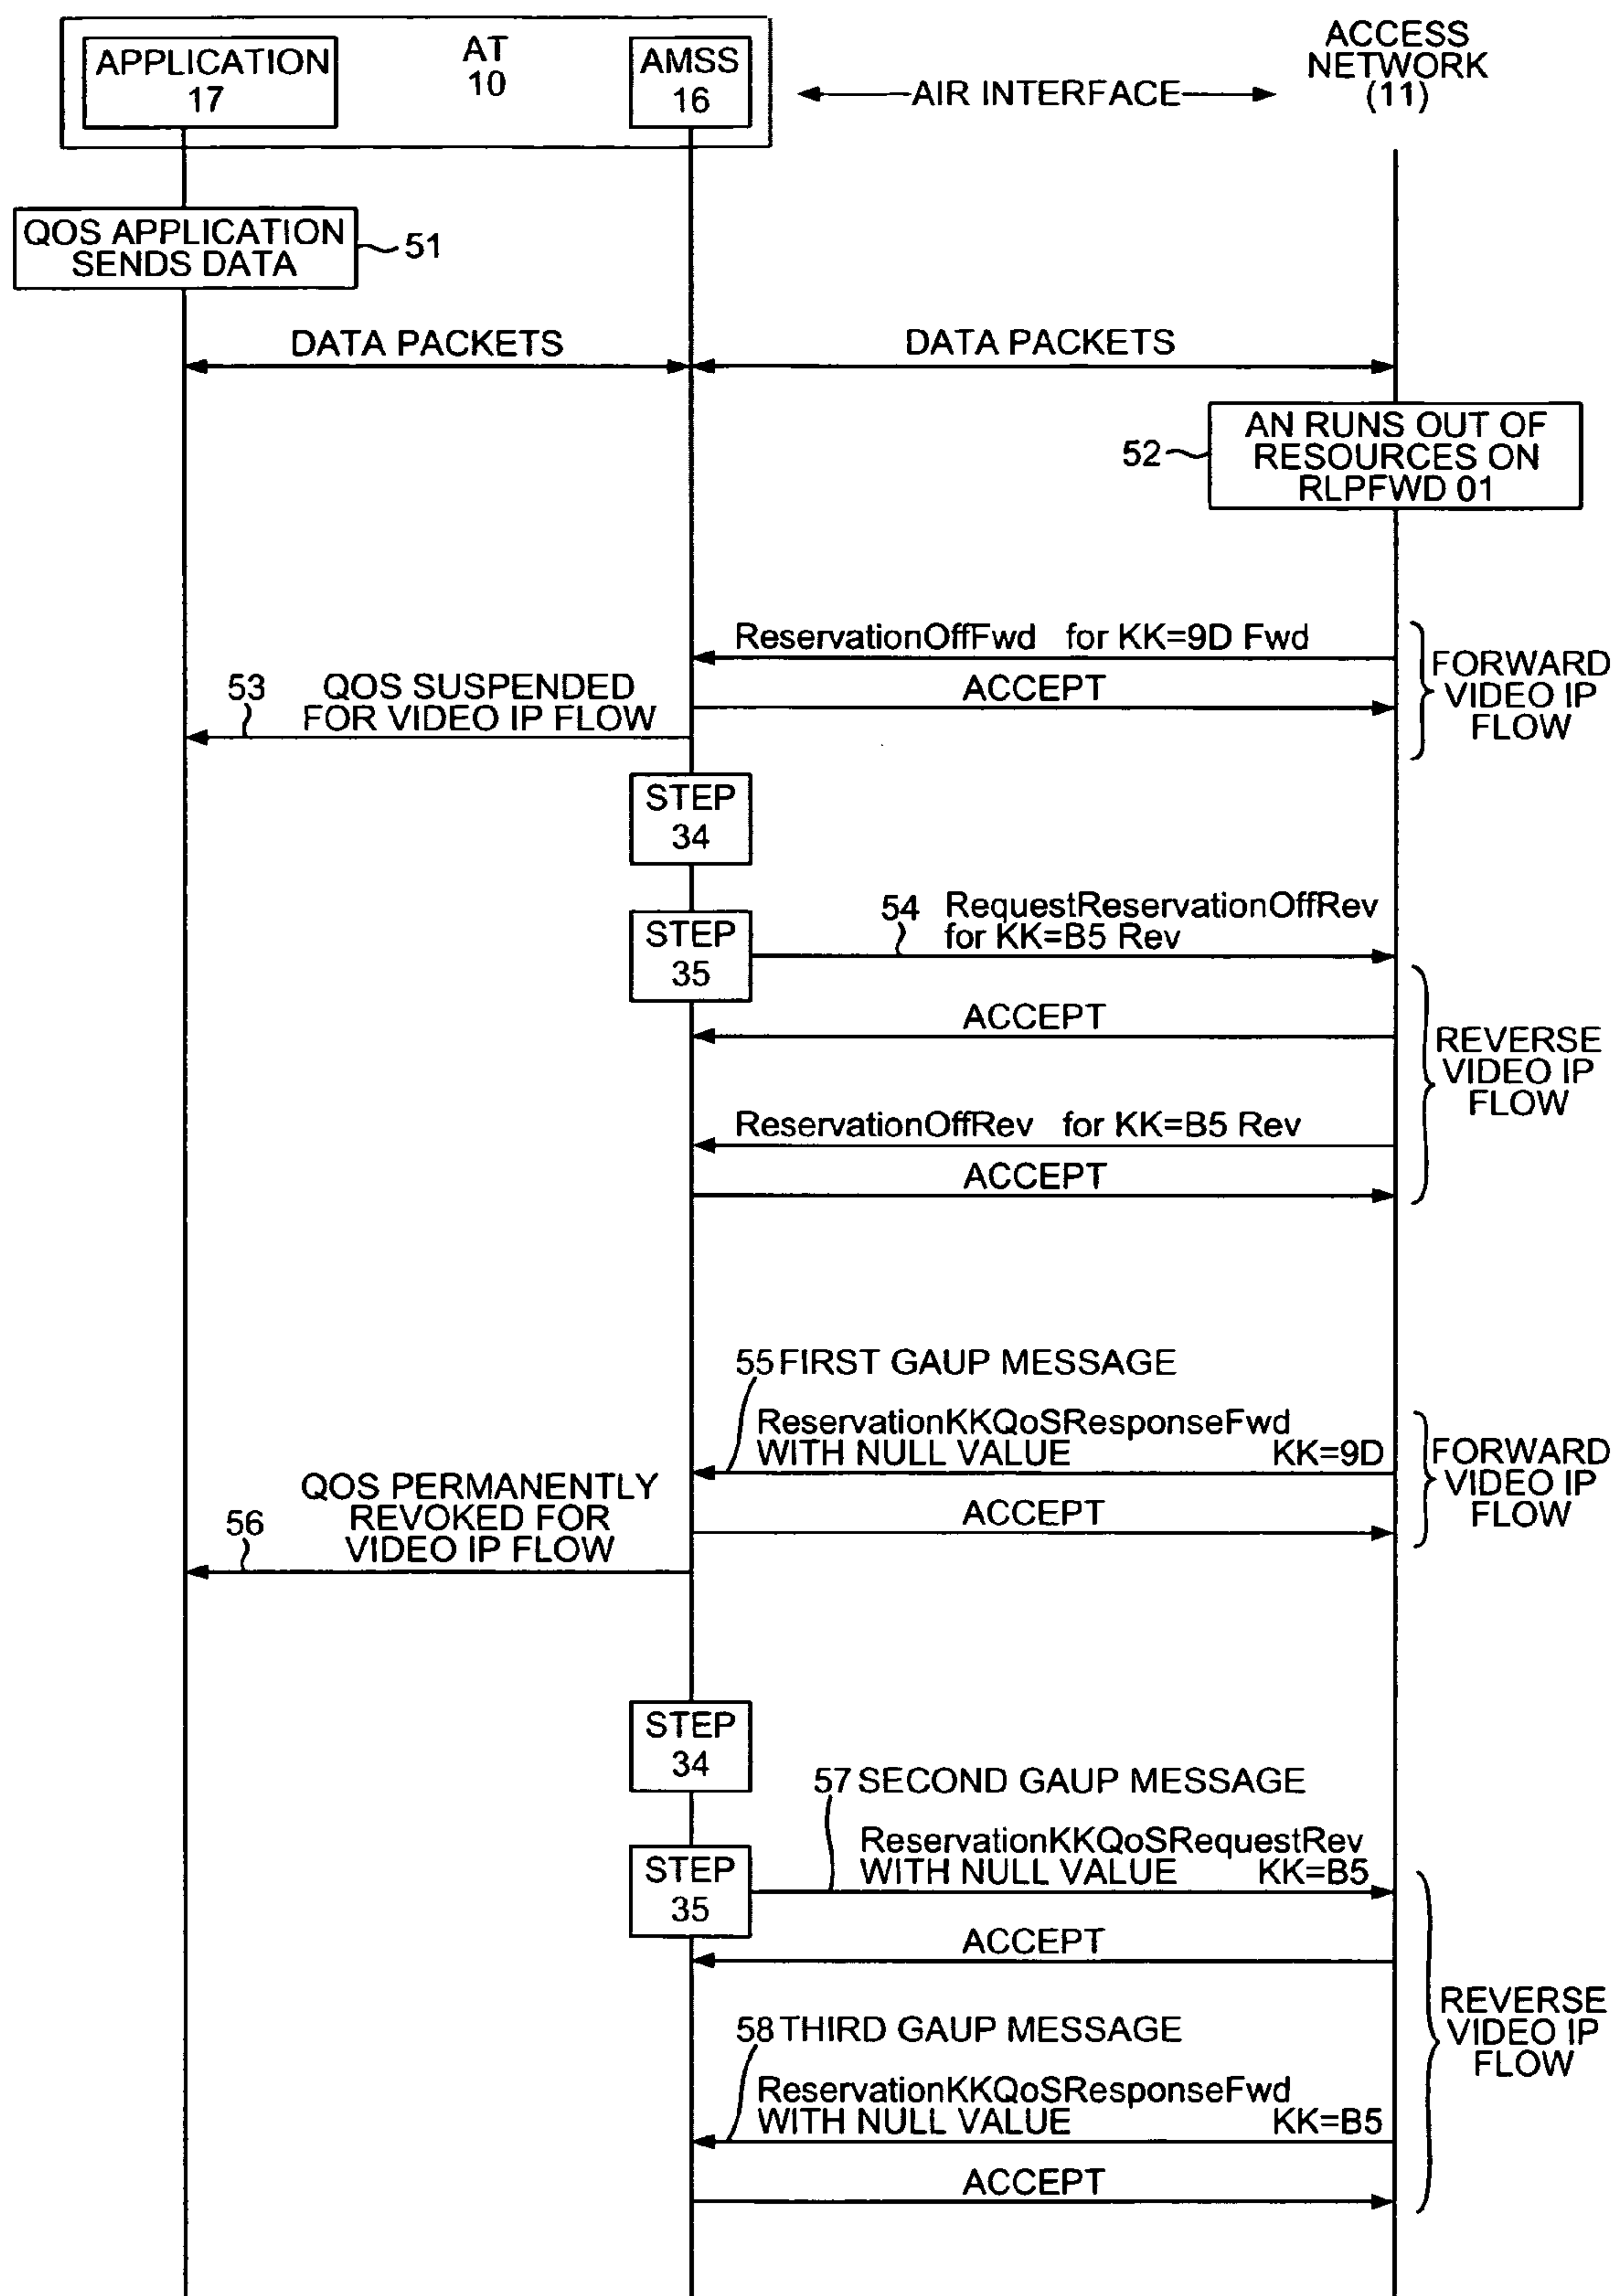 APPLICATION
17
AT
10
AMSS
16
AIR INTERFACE
ACCESS
NETWORK
(11)
QOS APPLICATION
SENDS DATA
51
DATA PACKETS
DATA PACKETS
52
AN RUNS OUT OF
RESOURCES ON
RLPFWD 01
ReservationOffFwd for KK=9D Fwd
ACCEPT
FORWARD
VIDEO IP
FLOW
53
QOS SUSPENDED
FOR VIDEO IP FLOW
STEP
34
STEP
35
54
RequestReservationOffRev
for KK=B5 Rev
ACCEPT
ReservationOffRev for KK=B5 Rev
ACCEPT
REVERSE
VIDEO IP
FLOW
55 FIRST GAUP MESSAGE
ReservationKKQoSResponseFwd
WITH NULL VALUE KK=9D
ACCEPT
FORWARD
VIDEO IP
FLOW
56
QOS PERMANENTLY
REVOKED FOR
VIDEO IP FLOW
STEP
34
57 SECOND GAUP MESSAGE
STEP
35
ReservationKKQoSRequestRev
WITH NULL VALUE KK=B5
ACCEPT
58 THIRD GAUP MESSAGE
ReservationKKQoSResponseFwd
WITH NULL VALUE KK=B5
ACCEPT
REVERSE
VIDEO IP
FLOW